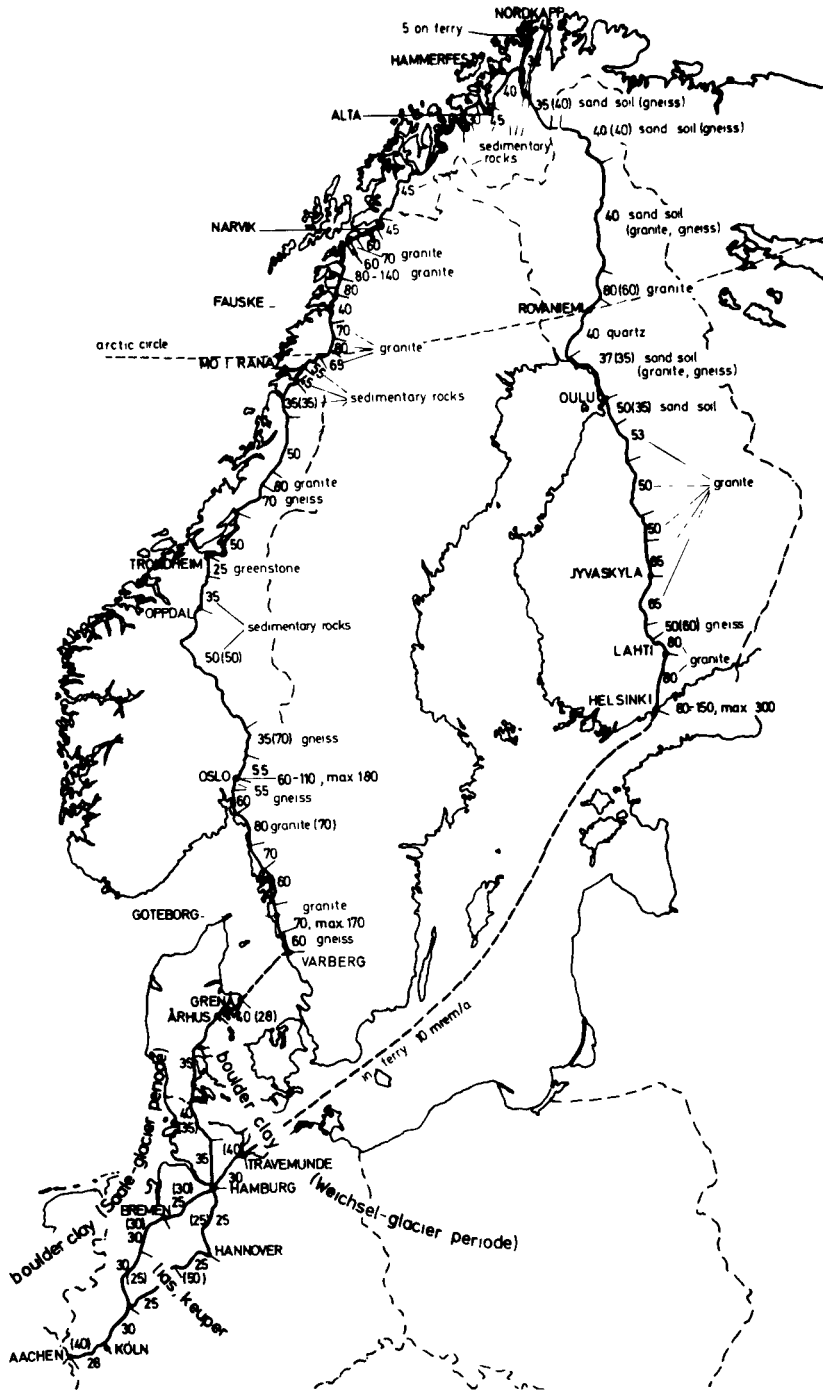 NORDKAPP
5 on ferry
HAMMERFEST
40
35(40) sand soil (gneiss)
ALTA
30
45
40(40) sand soil (gneiss)
sedimentary
rocks
45
NARVIK
45
40 sand soil
(granite, gneiss)
60
70 granite
60
80-140 granite
80
80(60) granite
FAUSKE
40
ROVANIEMI
70
40 quartz
arctic circle
80
granite
MO I RANA
65
37(35) sand soil
(granite, gneiss)
sedimentary rocks
35(35)
OULU
50(35) sand soil
53
50
80 granite
70 gneiss
50
granite
50
50
TRONDHEIM
25 greenstone
65
JYVASKYLA
35
OPPDAL
65
sedimentary rocks
50(60) gneiss
50(50)
LAHTI
80
granite
80
HELSINKI
80-150, max 300
35(70) gneiss
55
OSLO
60-110, max 180
55
60
gneiss
80 granite (70)
70
60
granite
70, max 170
GOTEBORG
60 gneiss
VARBERG
GRENA
ÅRHUS
40 (28)
in ferry 10 mrem/a
35
boulder clay
40
(35)
35
(40)
TRAVEMUNDE
30
HAMBURG
(Weichsel-glacier periode)
(30)
25
BREMEN
(30)
30
(25)
25
boulder clay (Saale-glacier periode)
HANNOVER
25
(50)
30
(25)
lias, keuper
25
30
(40)
AACHEN
28
KÖLN